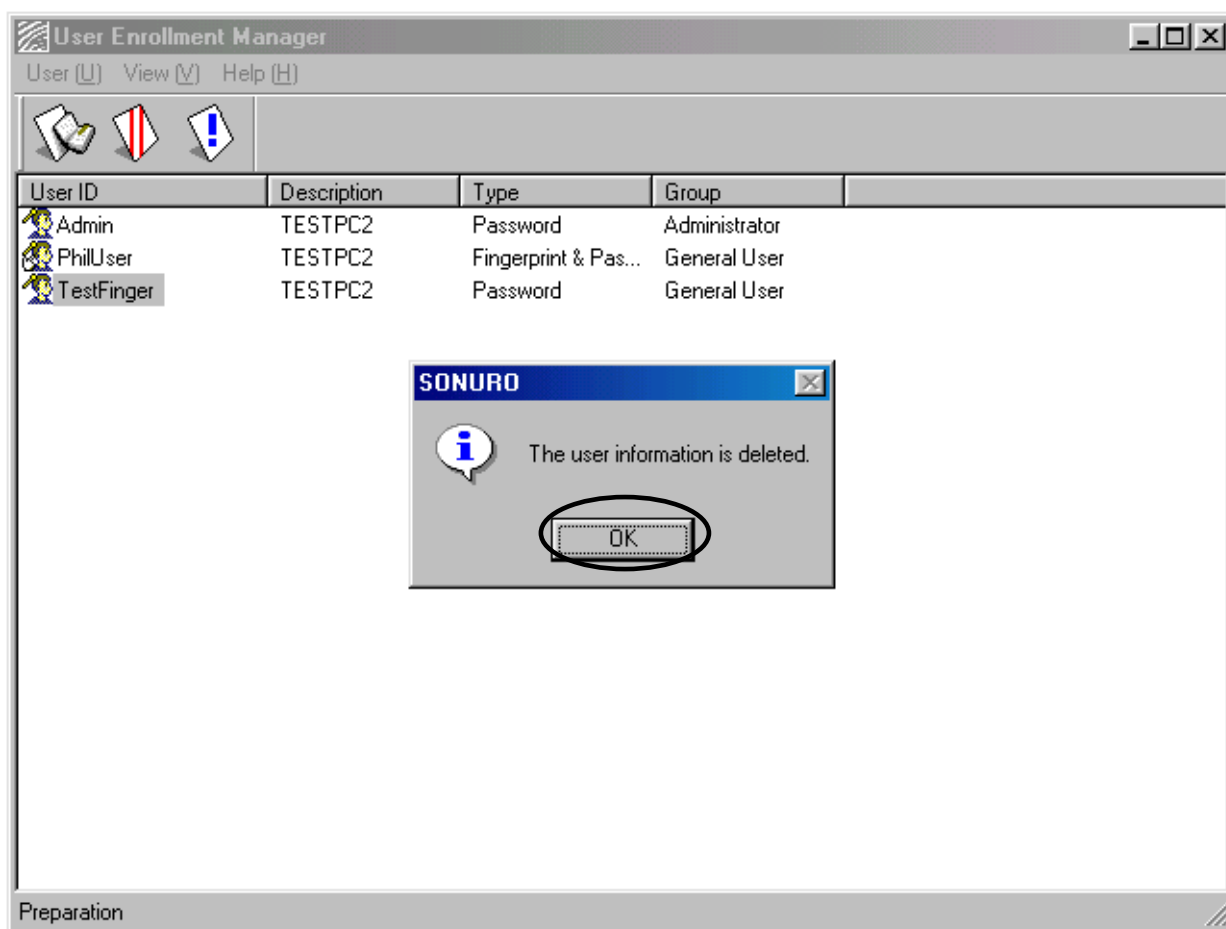 User Enrollment Manager
User (U) View (V) Help (H)
User ID Description Type Group
Admin TESTPC2 Password Administrator
PhilUser TESTPC2 Fingerprint & Pas... General User
TestFinger TESTPC2 Password General User
SONURO
The user information is deleted.
OK
Preparation